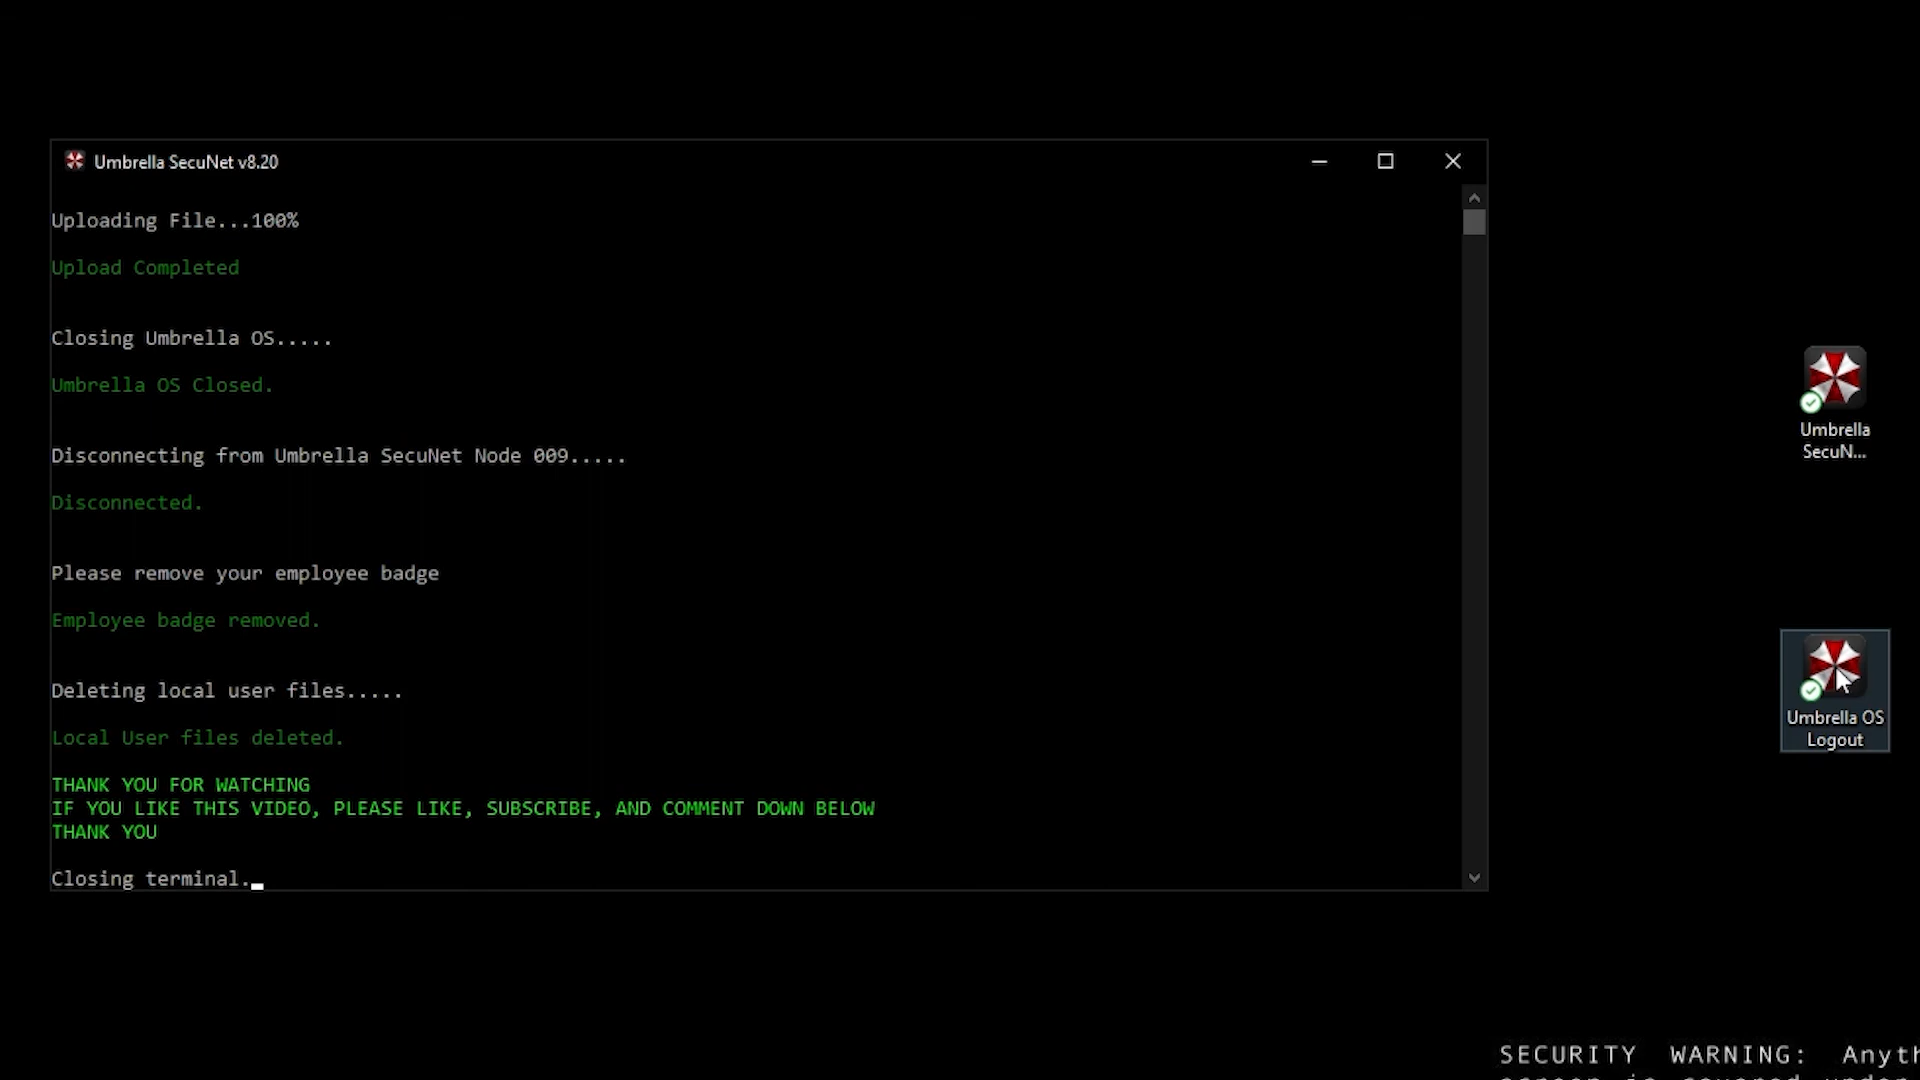 Umbrella SecuNet v8.20
Uploading File...100%
Upload Completed
Closing Umbrella OS.....
Umbrella OS Closed.
Disconnecting from Umbrella SecuNet Node 009.....
Disconnected.
Please remove your employee badge
Employee badge removed.
Deleting local user files.....
Local User files deleted.
THANK YOU FOR WATCHING
IF YOU LIKE THIS VIDEO, PLEASE LIKE, SUBSCRIBE, AND COMMENT DOWN BELOW
THANK YOU
Closing terminal.
Umbrella
SecuN...
Umbrella OS
Logout
SECURITY WARNING: Anyth